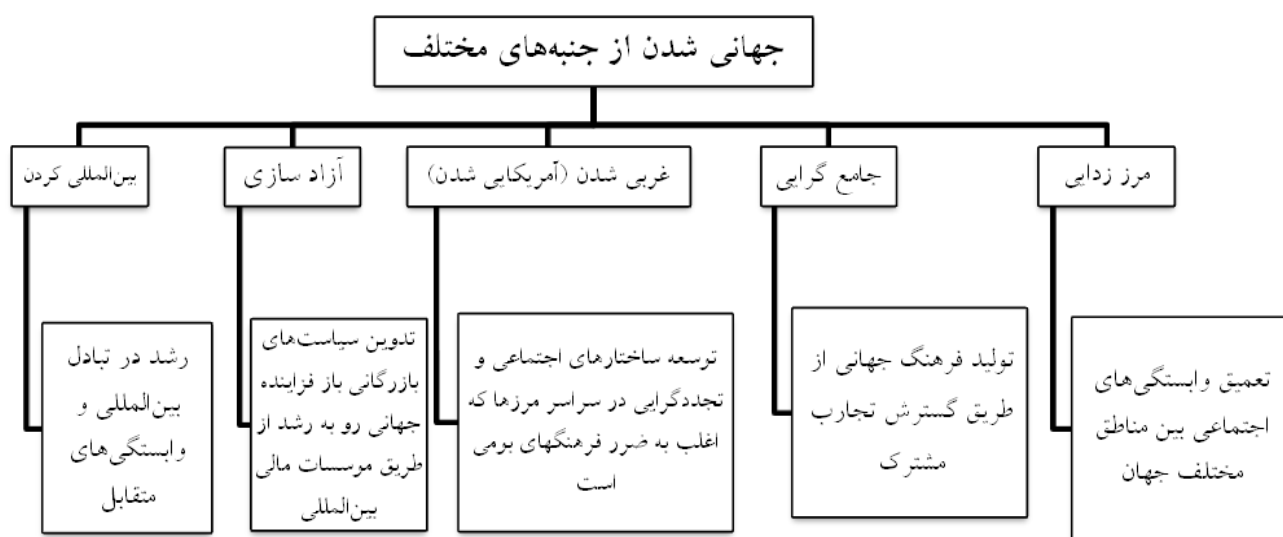 جهانی شدن از جنبه‌های مختلف
مرز زدایی
جامع گرایی
غربی شدن (آمریکایی شدن)
آزاد سازی
بین‌المللی کردن
تعمیق وابستگی‌های
اجتماعی بین مناطق
مختلف جهان
تولید فرهنگ جهانی از
طریق گسترش تجارب
مشترک
توسعه ساختارهای اجتماعی و
تجددگرایی در سراسر مرزها که
اغلب به ضرر فرهنگهای بومی
است
تدوین سیاست‌های
بازرگانی باز فزاینده
جهانی رو به رشد از
طریق موسسات مالی
بین‌المللی
رشد در تبادل
بین‌المللی و
وابستگی‌های
متقابل